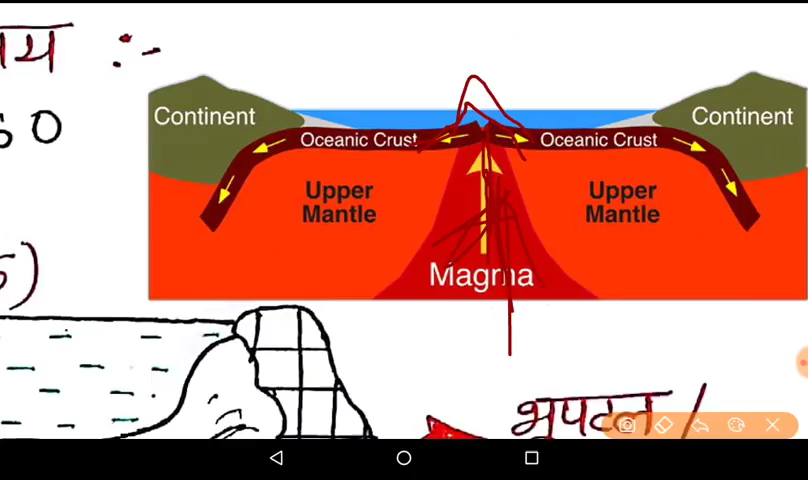 Continent
Continent
Oceanic Crust
Oceanic Crust
Upper
Mantle
Upper
Mantle
Magma
भूपटल /